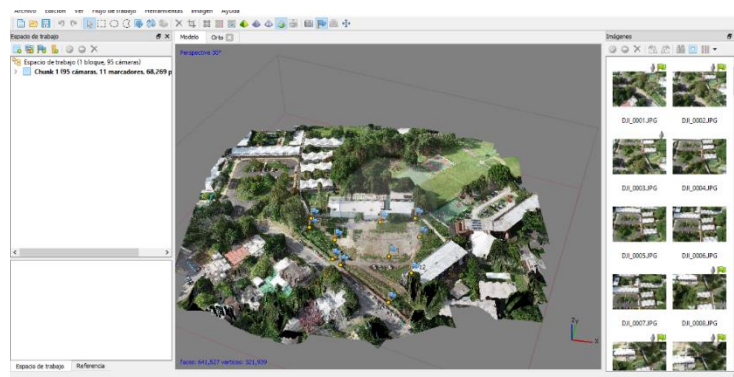 Archivo Edición Ver Flujo de trabajo Herramientas Imagen Ayuda
Espacio de trabajo
Espacio de trabajo (1 bloque, 95 cámaras)
Chunk 1 (95 cámaras, 11 marcadores, 68,269 p
Modelo Orto
Perspectiva 30°
Imágenes
DJI_0001.JPG DJI_0002.JPG
DJI_0003.JPG DJI_0004.JPG
DJI_0005.JPG DJI_0006.JPG
DJI_0007.JPG DJI_0008.JPG
Z Y
X
faces: 641,527 vertices: 321,939
Espacio de trabajo Referencia